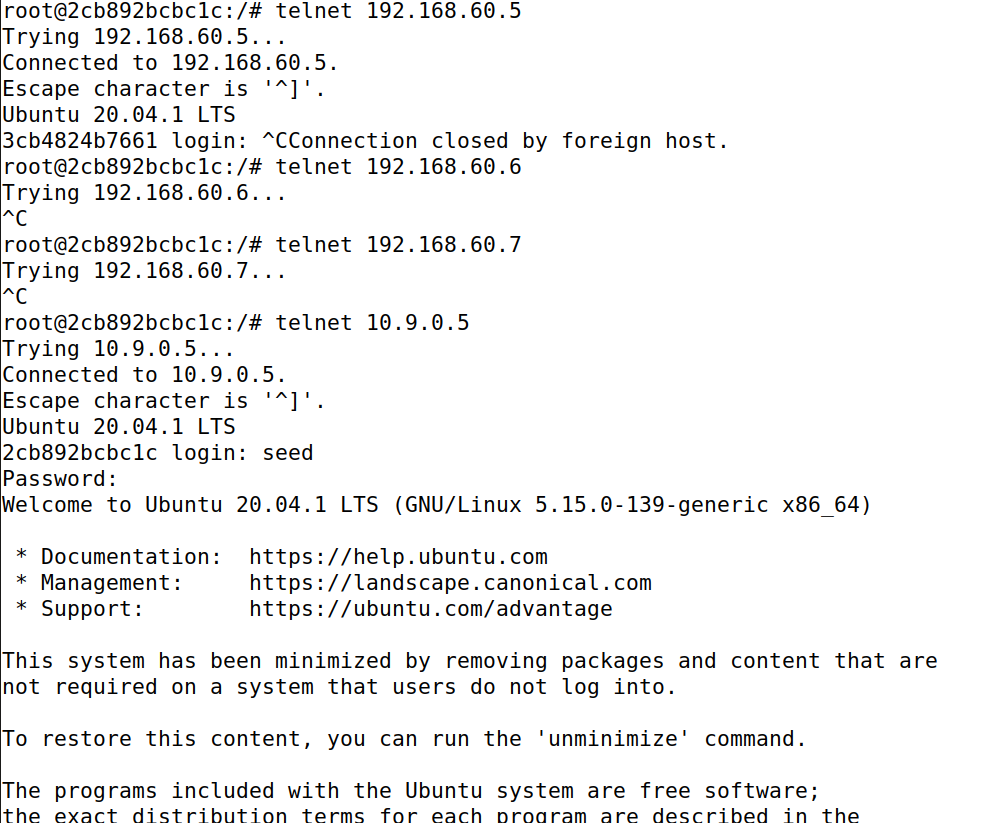 root@2cb892bcbc1c:/# telnet 192.168.60.5
Trying 192.168.60.5...
Connected to 192.168.60.5.
Escape character is '^]'.
Ubuntu 20.04.1 LTS
3cb4824b7661 login: ^CConnection closed by foreign host.
root@2cb892bcbc1c:/# telnet 192.168.60.6
Trying 192.168.60.6...
^C
root@2cb892bcbc1c:/# telnet 192.168.60.7
Trying 192.168.60.7...
^C
root@2cb892bcbc1c:/# telnet 10.9.0.5
Trying 10.9.0.5...
Connected to 10.9.0.5.
Escape character is '^]'.
Ubuntu 20.04.1 LTS
2cb892bcbc1c login: seed
Password:
Welcome to Ubuntu 20.04.1 LTS (GNU/Linux 5.15.0-139-generic x86_64)
 * Documentation:  https://help.ubuntu.com
 * Management:     https://landscape.canonical.com
 * Support:        https://ubuntu.com/advantage
This system has been minimized by removing packages and content that are
not required on a system that users do not log into.
To restore this content, you can run the 'unminimize' command.
The programs included with the Ubuntu system are free software;
the exact distribution terms for each program are described in the